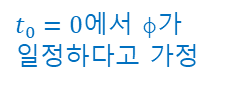 t₀ = 0에서 ϕ가
일정하다고 가정